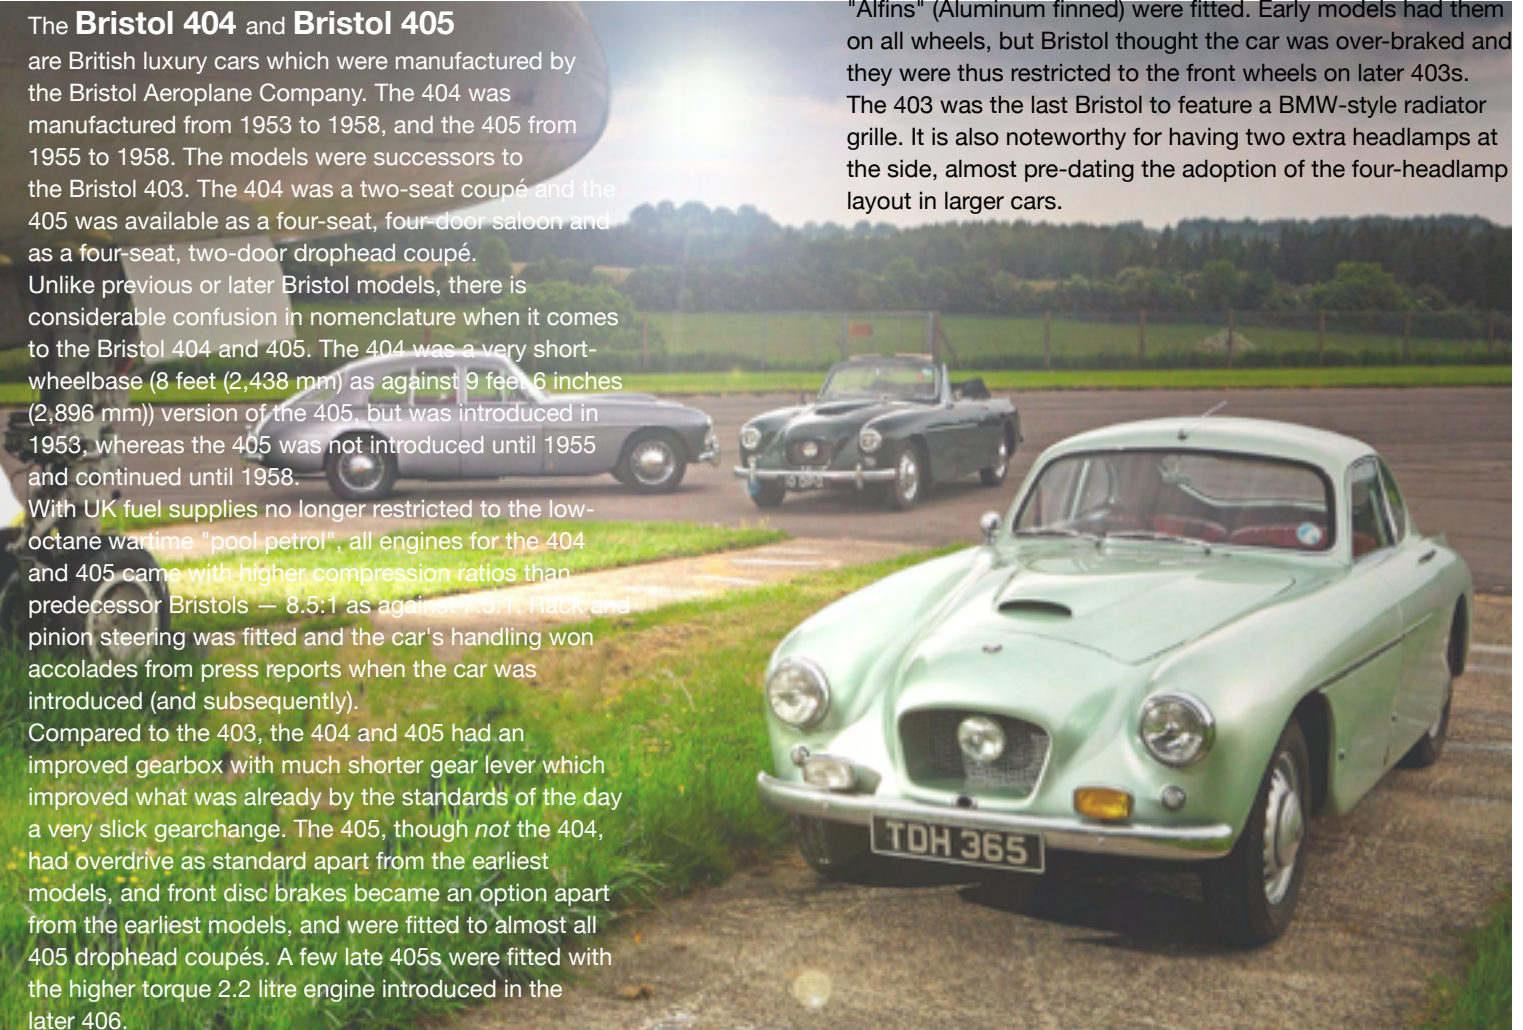 The Bristol 404 and Bristol 405
are British luxury cars which were manufactured by
the Bristol Aeroplane Company. The 404 was
manufactured from 1953 to 1958, and the 405 from
1955 to 1958. The models were successors to
the Bristol 403. The 404 was a two-seat coupé and the
405 was available as a four-seat, four-door saloon and
as a four-seat, two-door drophead coupé.
Unlike previous or later Bristol models, there is
considerable confusion in nomenclature when it comes
to the Bristol 404 and 405. The 404 was a very short-
wheelbase (8 feet (2,438 mm) as against 9 feet 6 inches
(2,896 mm)) version of the 405, but was introduced in
1953, whereas the 405 was not introduced until 1955
and continued until 1958.
With UK fuel supplies no longer restricted to the low-
octane wartime "pool petrol", all engines for the 404
and 405 came with higher compression ratios than
predecessor Bristols — 8.5:1 as against 7.5:1. Rack and
pinion steering was fitted and the car's handling won
accolades from press reports when the car was
introduced (and subsequently).
Compared to the 403, the 404 and 405 had an
improved gearbox with much shorter gear lever which
improved what was already by the standards of the day
a very slick gearchange. The 405, though not the 404,
had overdrive as standard apart from the earliest
models, and front disc brakes became an option apart
from the earliest models, and were fitted to almost all
405 drophead coupés. A few late 405s were fitted with
the higher torque 2.2 litre engine introduced in the
later 406.
"Alfins" (Aluminum finned) were fitted. Early models had them
on all wheels, but Bristol thought the car was over-braked and
they were thus restricted to the front wheels on later 403s.
The 403 was the last Bristol to feature a BMW-style radiator
grille. It is also noteworthy for having two extra headlamps at
the side, almost pre-dating the adoption of the four-headlamp
layout in larger cars.
TDH 365